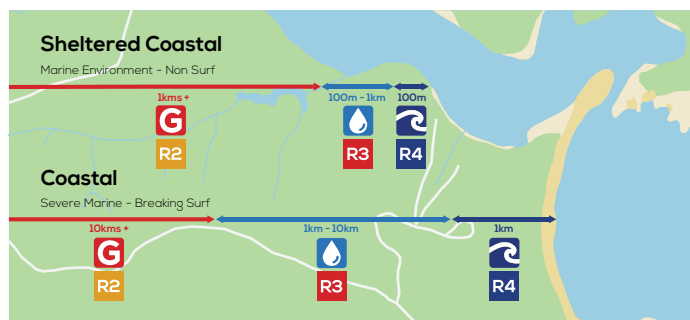 Sheltered Coastal
Marine Environment - Non Surf
1kms + 100m - 1km 100m
G
R2 R3 R4
Coastal
Severe Marine - Breaking Surf
10kms + 1km - 10km 1km
G
R2 R3 R4